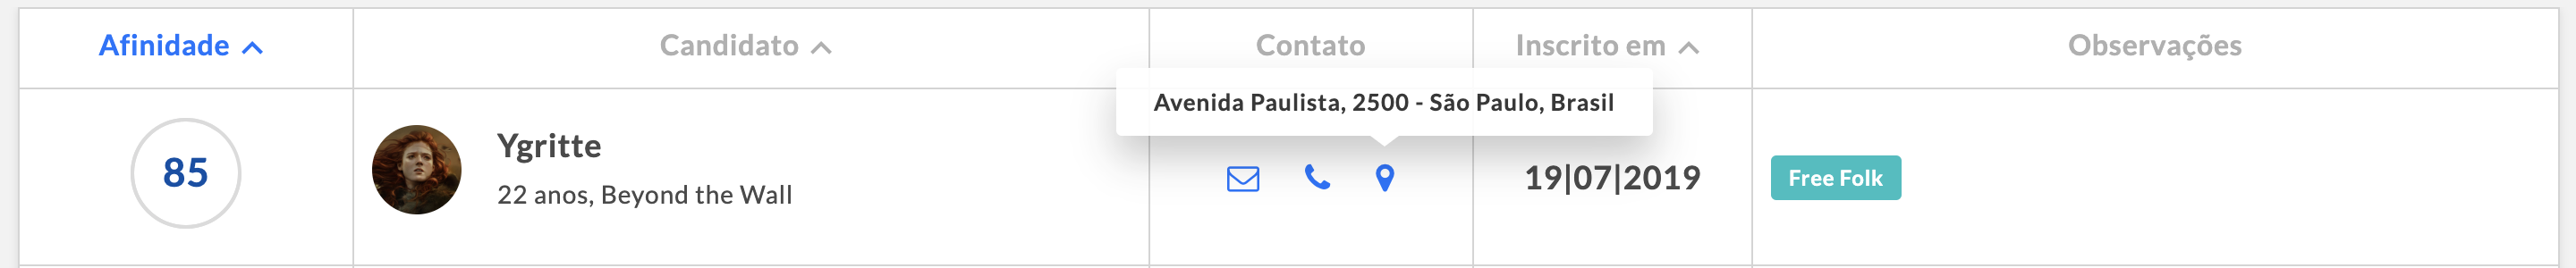 Afinidade
Candidato
Contato
Inscrito em
Observações
Avenida Paulista, 2500 - São Paulo, Brasil
85
Ygritte
22 anos, Beyond the Wall
19|07|2019
Free Folk